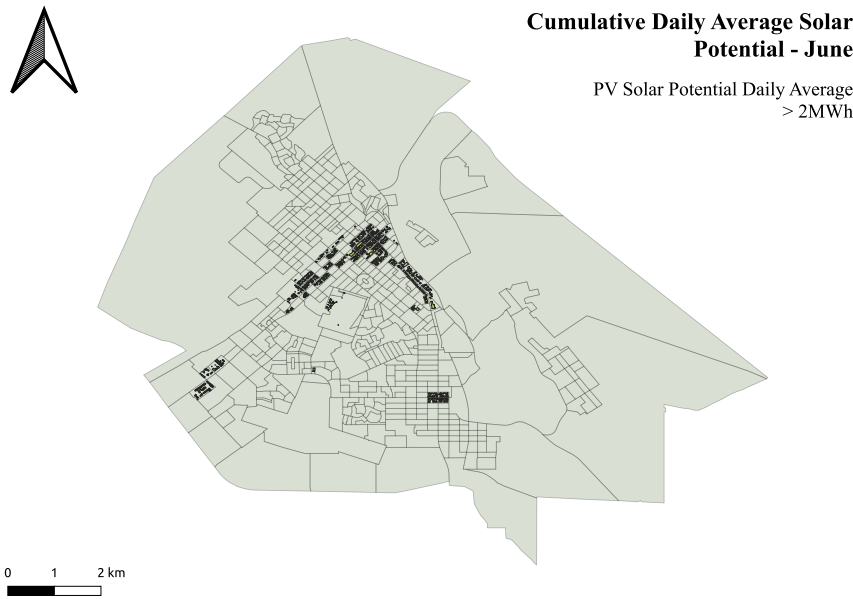 Cumulative Daily Average Solar
Potential - June
PV Solar Potential Daily Average
> 2MWh
0 1 2 km